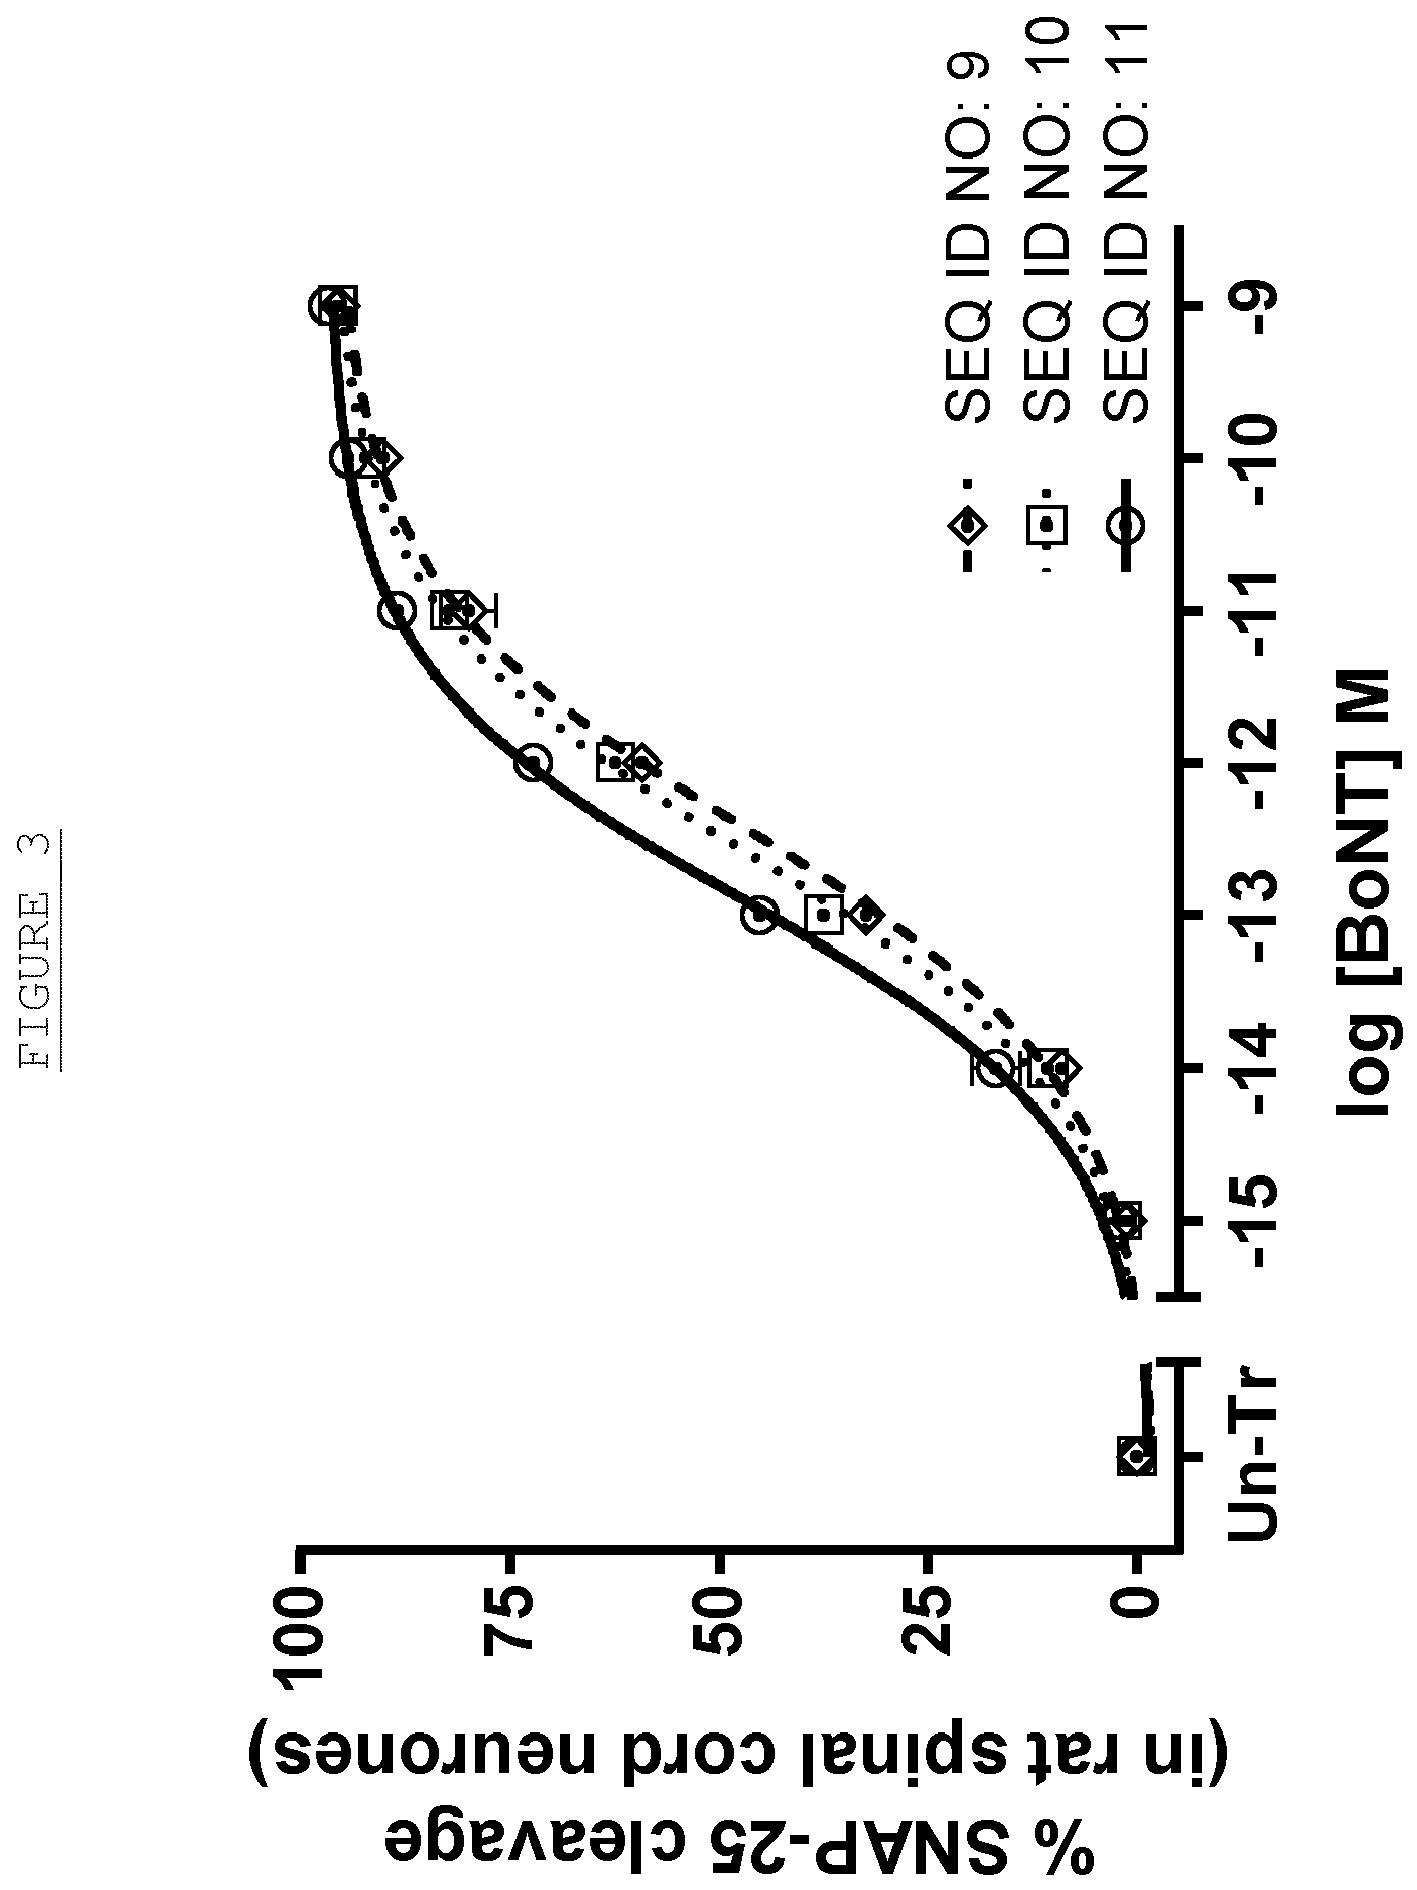 FIGURE 3
% SNAP-25 cleavage
(in rat spinal cord neurones)
100
75
50
25
0
Un-Tr
-15
-14
-13
-12
-11
-10
-9
log [BoNT] M
SEQ ID NO: 9
SEQ ID NO: 10
SEQ ID NO: 11